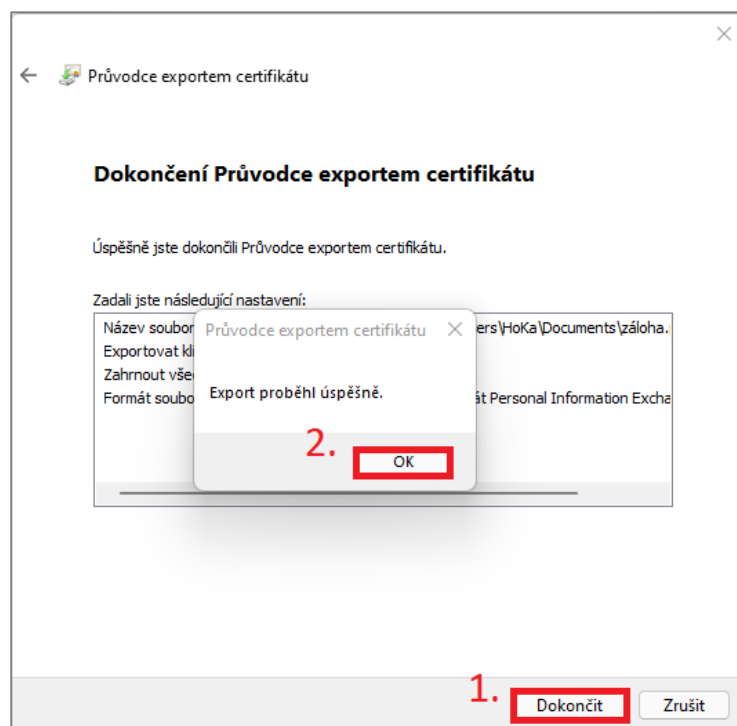 Průvodce exportem certifikátu
Dokončení Průvodce exportem certifikátu
Úspěšně jste dokončili Průvodce exportem certifikátu.
Zadali jste následující nastavení:
Název soubor ers\HoKa\Documents\záloha.
Exportovat klí
Zahrnout všec
Formát soubo át Personal Information Excha
Průvodce exportem certifikátu
Export proběhl úspěšně.
2.
OK
1.
Dokončit Zrušit